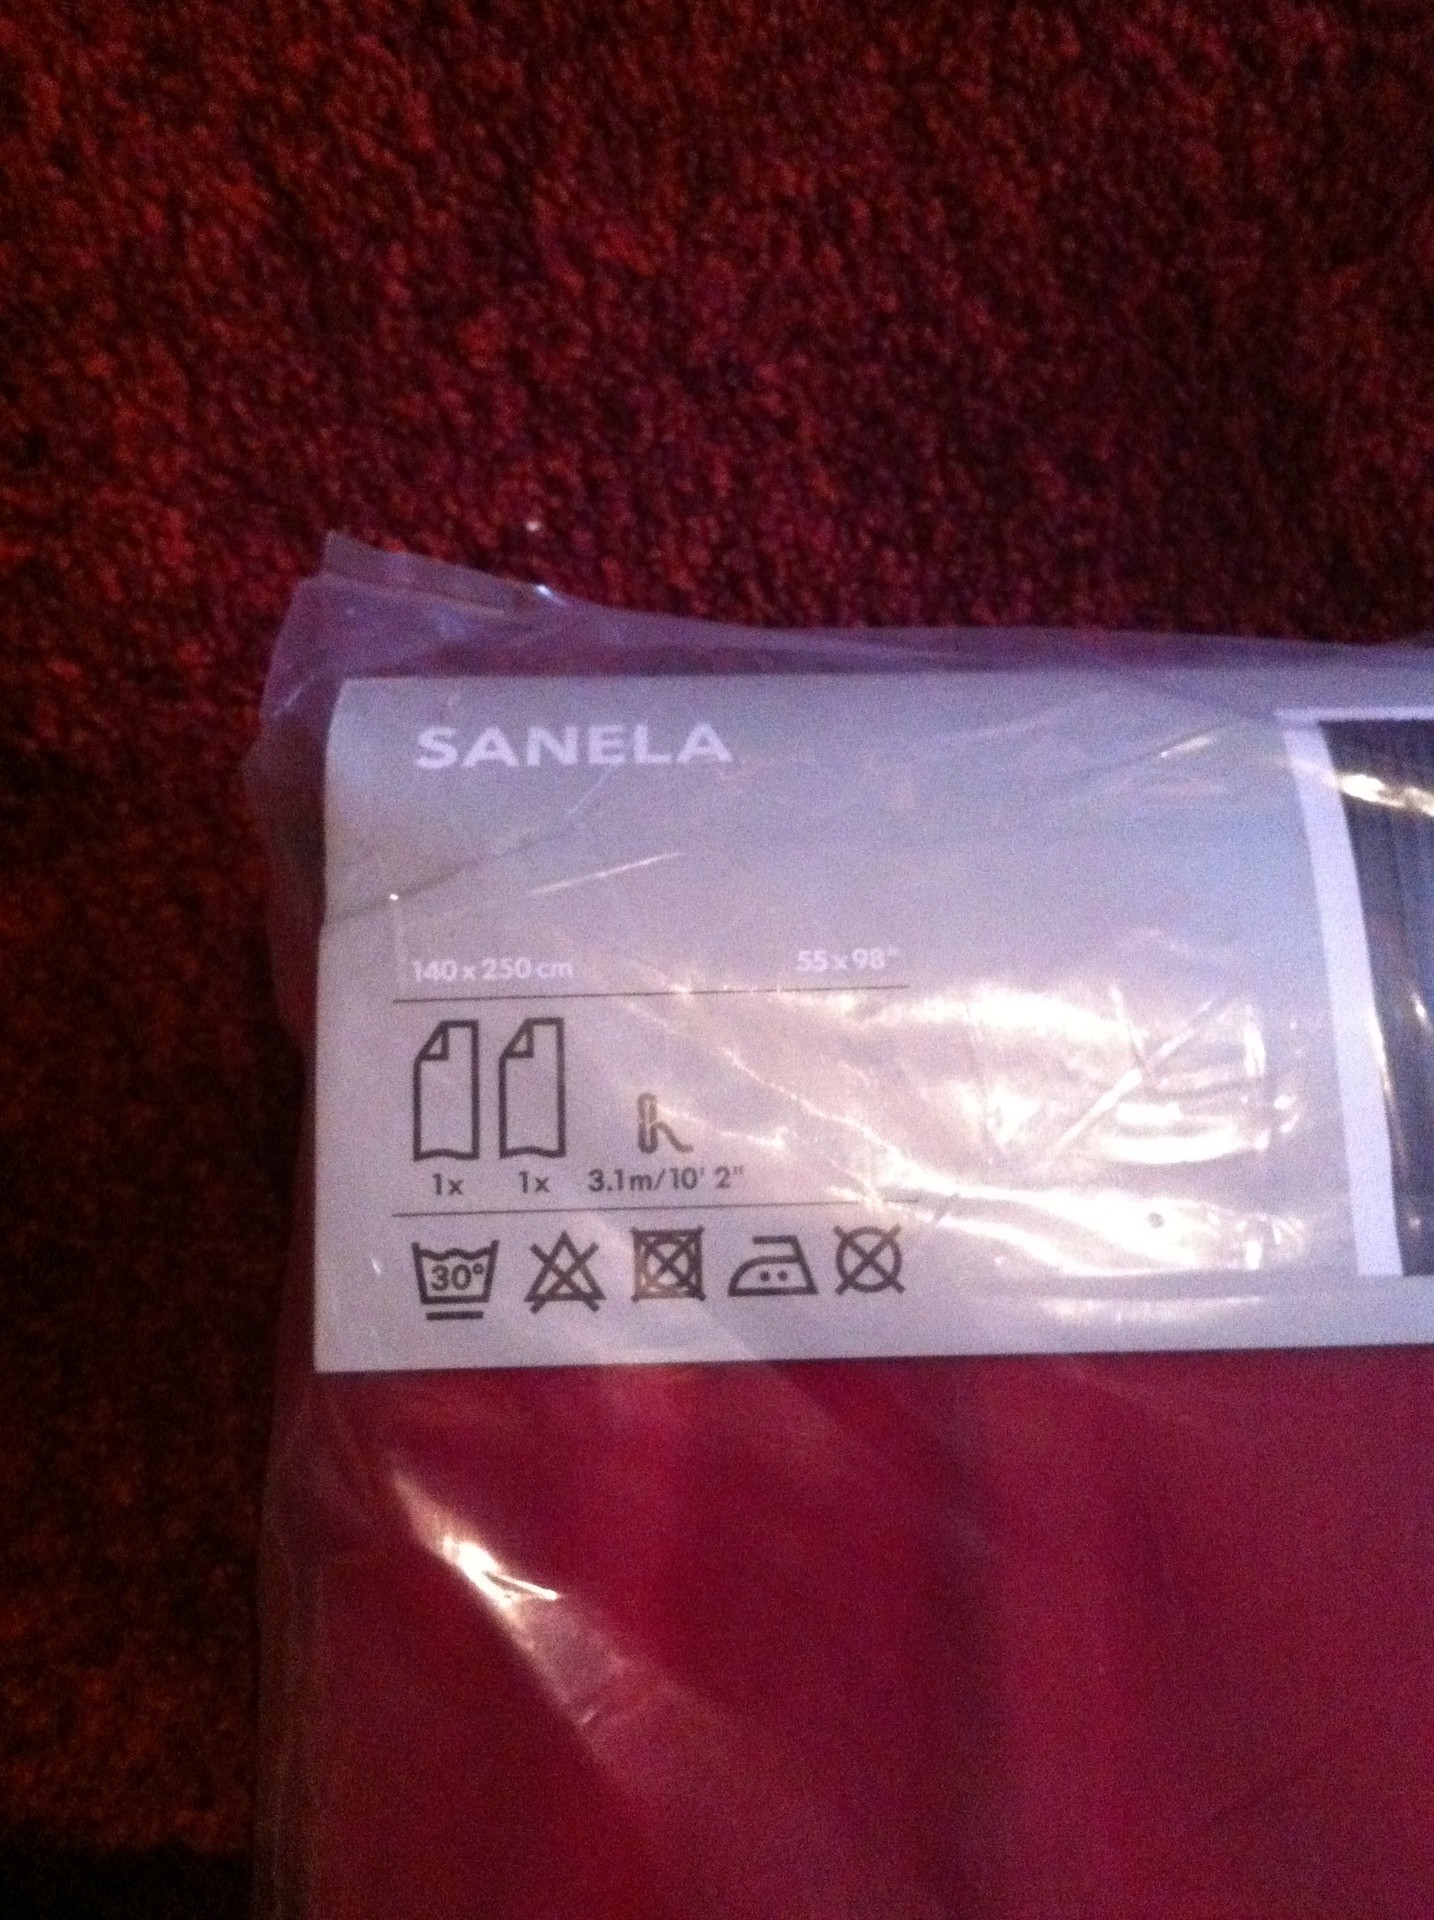 SANELA
140 x 250 cm 55 x 98"
1x 1x 3.1m/10' 2"
30°